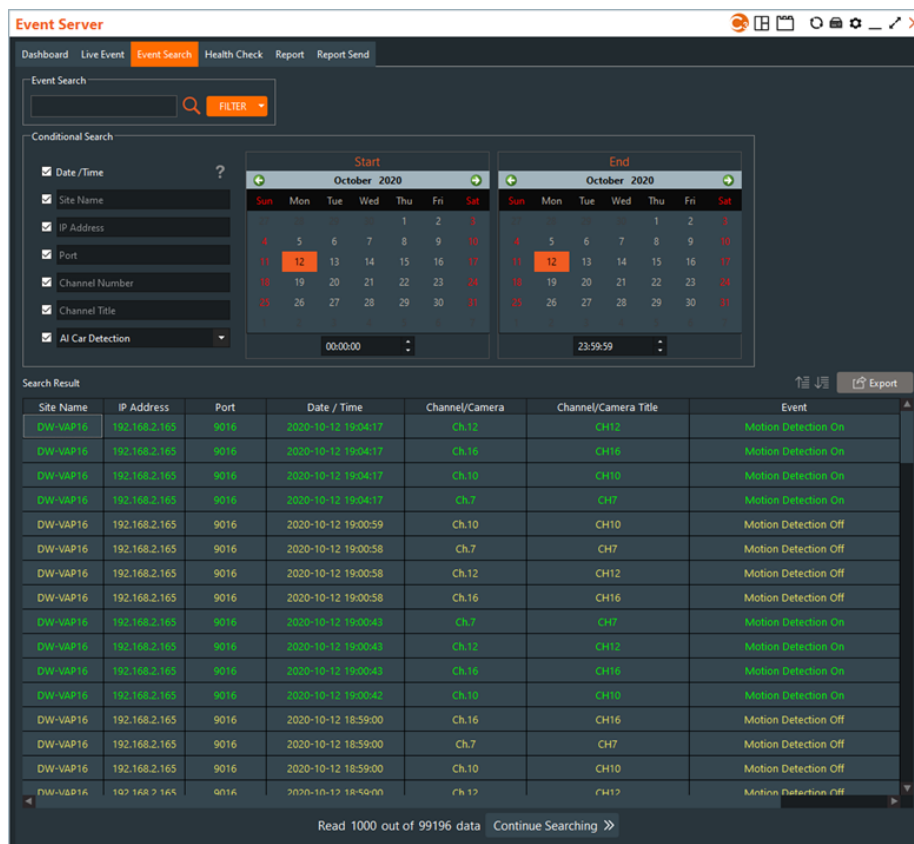 Event Server
Dashboard Live Event Event Search Health Check Report Report Send
Event Search
FILTER
Conditional Search
Date /Time ?
Site Name
IP Address
Port
Channel Number
Channel Title
AI Car Detection
Start
October 2020
Sun Mon Tue Wed Thu Fri Sat
1 2 3
4 5 6 7 8 9 10
11 12 13 14 15 16 17
18 19 20 21 22 23 24
25 26 27 28 29 30 31
00:00:00
End
October 2020
Sun Mon Tue Wed Thu Fri Sat
1 2 3
4 5 6 7 8 9 10
11 12 13 14 15 16 17
18 19 20 21 22 23 24
25 26 27 28 29 30 31
23:59:59
Search Result Export
Site Name IP Address Port Date / Time Channel/Camera Channel/Camera Title Event
DW-VAP16 192.168.2.165 9016 2020-10-12 19:04:17 Ch.12 CH12 Motion Detection On
DW-VAP16 192.168.2.165 9016 2020-10-12 19:04:17 Ch.16 CH16 Motion Detection On
DW-VAP16 192.168.2.165 9016 2020-10-12 19:04:17 Ch.10 CH10 Motion Detection On
DW-VAP16 192.168.2.165 9016 2020-10-12 19:04:17 Ch.7 CH7 Motion Detection On
DW-VAP16 192.168.2.165 9016 2020-10-12 19:00:59 Ch.10 CH10 Motion Detection Off
DW-VAP16 192.168.2.165 9016 2020-10-12 19:00:58 Ch.7 CH7 Motion Detection Off
DW-VAP16 192.168.2.165 9016 2020-10-12 19:00:58 Ch.12 CH12 Motion Detection Off
DW-VAP16 192.168.2.165 9016 2020-10-12 19:00:58 Ch.16 CH16 Motion Detection Off
DW-VAP16 192.168.2.165 9016 2020-10-12 19:00:43 Ch.7 CH7 Motion Detection On
DW-VAP16 192.168.2.165 9016 2020-10-12 19:00:43 Ch.12 CH12 Motion Detection On
DW-VAP16 192.168.2.165 9016 2020-10-12 19:00:43 Ch.16 CH16 Motion Detection On
DW-VAP16 192.168.2.165 9016 2020-10-12 19:00:42 Ch.10 CH10 Motion Detection On
DW-VAP16 192.168.2.165 9016 2020-10-12 18:59:00 Ch.16 CH16 Motion Detection Off
DW-VAP16 192.168.2.165 9016 2020-10-12 18:59:00 Ch.7 CH7 Motion Detection Off
DW-VAP16 192.168.2.165 9016 2020-10-12 18:59:00 Ch.10 CH10 Motion Detection Off
DW-VAP16 192.168.2.165 9016 2020-10-12 18:59:00 Ch.12 CH12 Motion Detection Off
Read 1000 out of 99196 data Continue Searching »